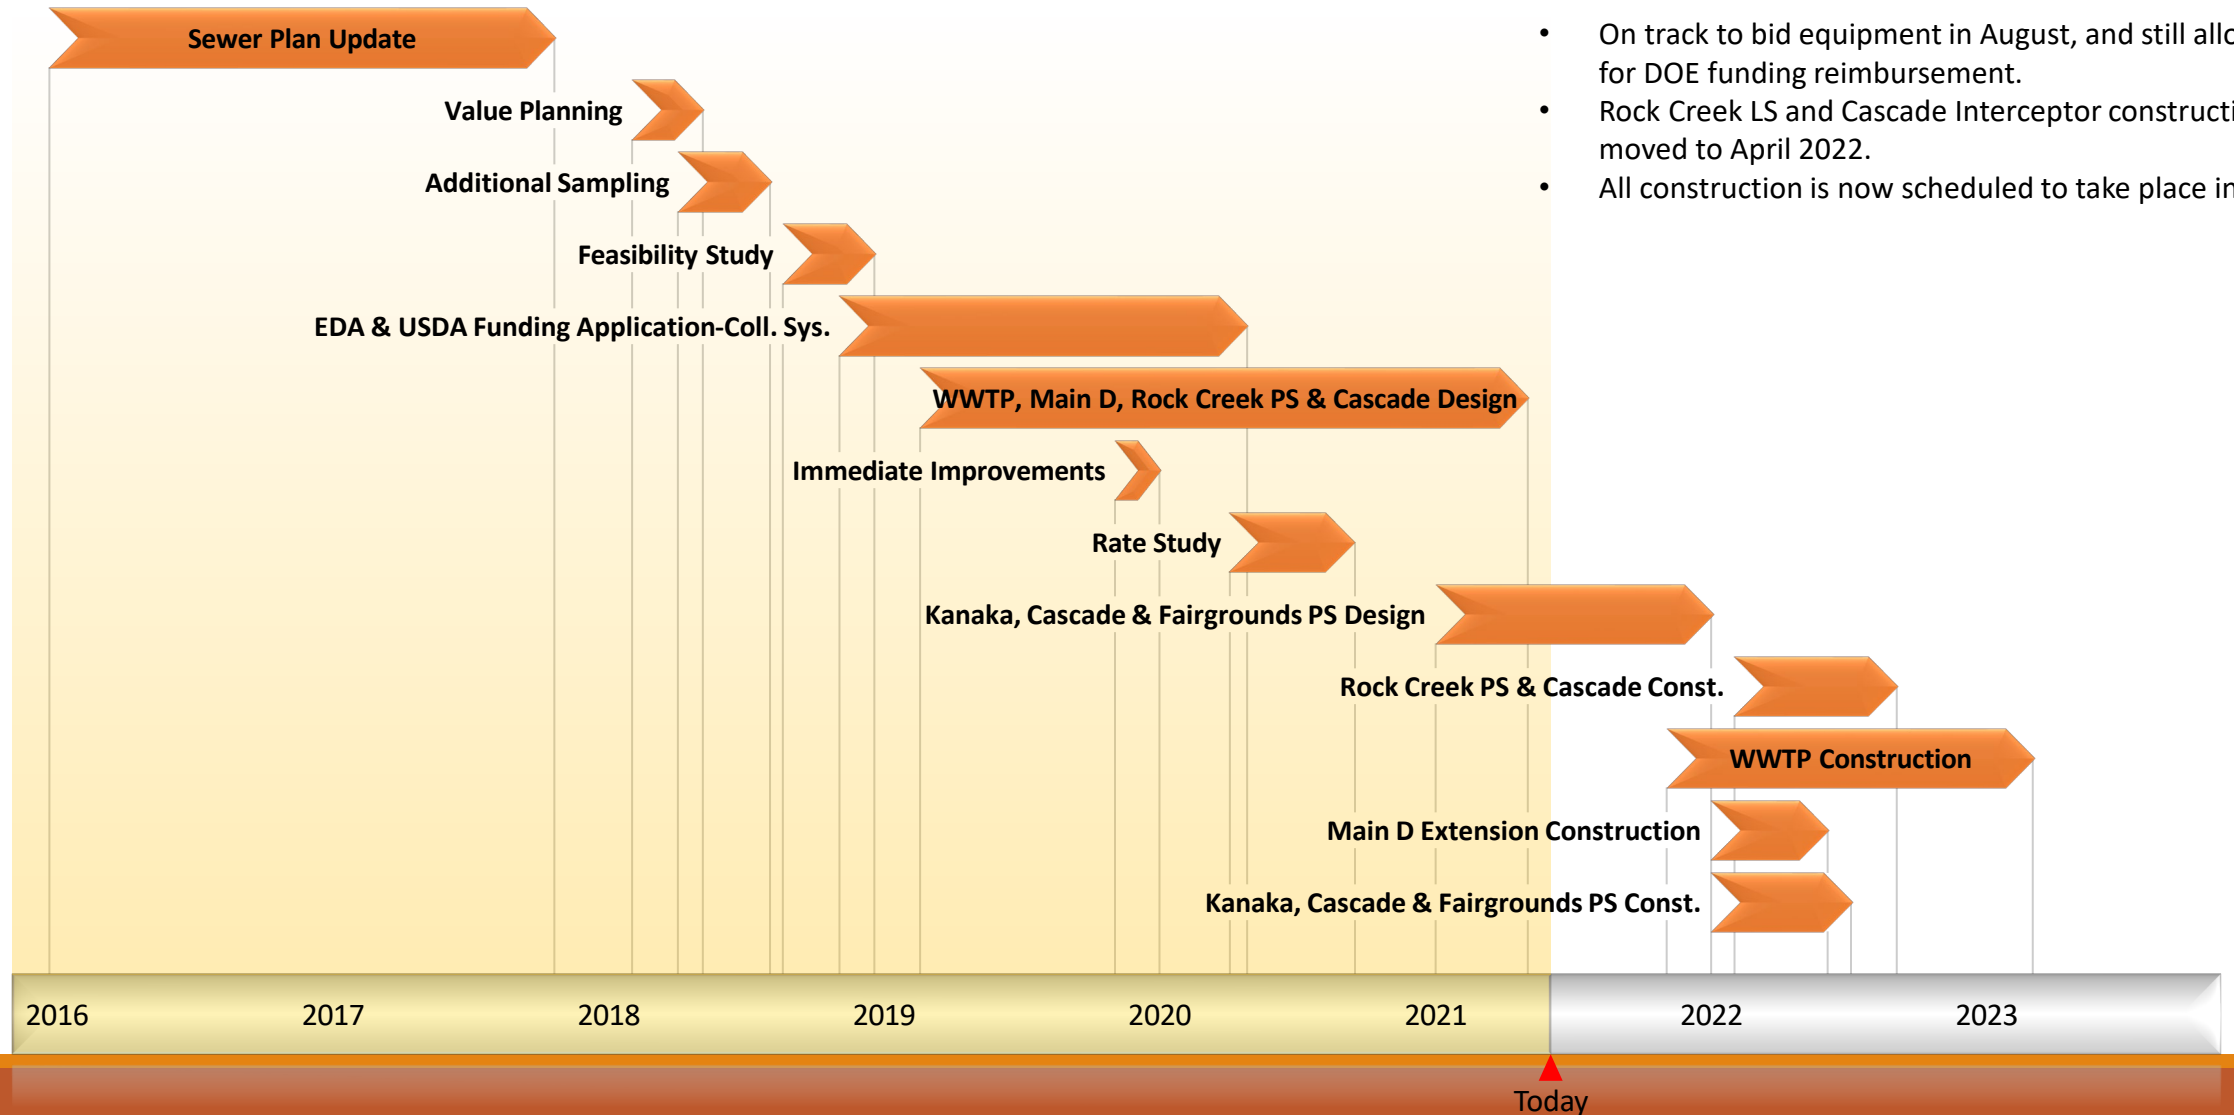 • On track to bid equipment in August, and still
for DOE funding reimbursement.
• Rock Creek LS and Cascade Interceptor
moved to April 2022.
• All construction is now scheduled to take place
Sewer Plan Update
Value Planning
Additional Sampling
Feasibility Study
EDA & USDA Funding Application-Coll. Sys.
WWTP, Main D, Rock Creek PS & Cascade Design
Immediate Improvements
Rate Study
Kanaka, Cascade & Fairgrounds PS Design
Rock Creek PS & Cascade Const.
WWTP Construction
Main D Extension Construction
Kanaka, Cascade & Fairgrounds PS Const.
2016 2017 2018 2019 2020 2021 2022 2023
Today